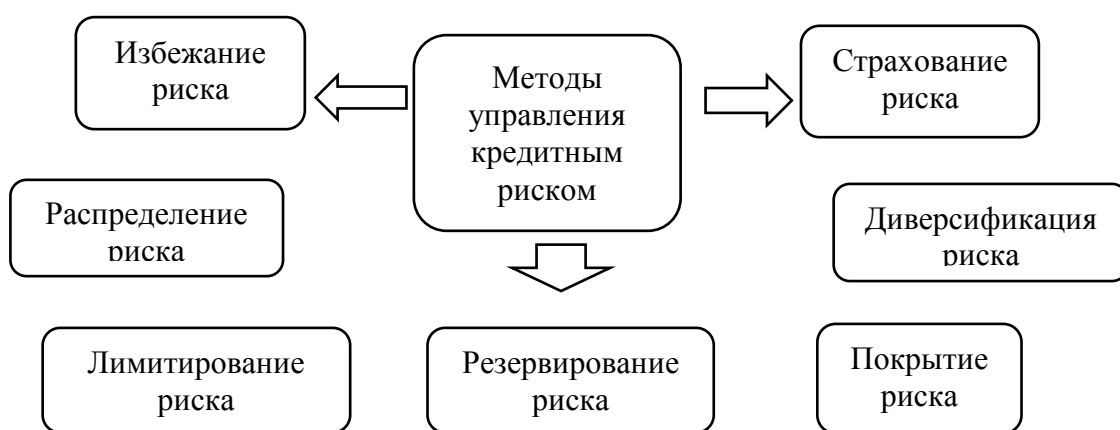 Избежание
риска
Методы
управления
кредитным
риском
Страхование
риска
Распределение
риска
Диверсификация
риска
Лимитирование
риска
Резервирование
риска
Покрытие
риска